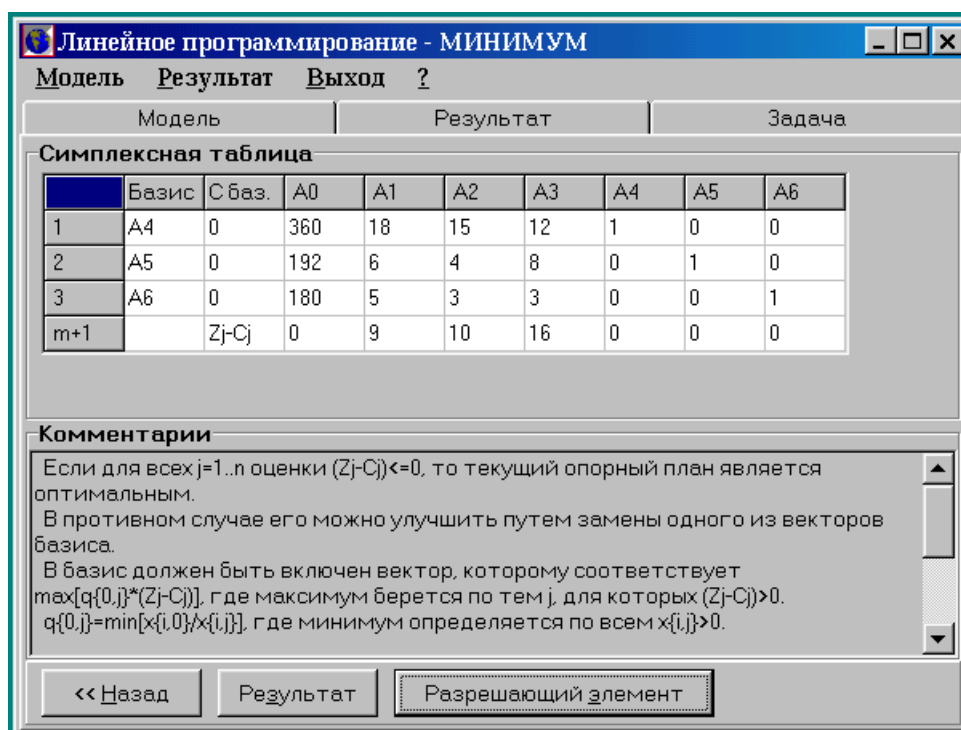 Линейное программирование - МИНИМУМ
Модель Результат Выход ?
Модель Результат Задача
Симплексная таблица
Базис С баз. A0 A1 A2 A3 A4 A5 A6
1 A4 0 360 18 15 12 1 0 0
2 A5 0 192 6 4 8 0 1 0
3 A6 0 180 5 3 3 0 0 1
m+1 Zj-Cj 0 9 10 16 0 0 0
Комментарии
Если для всех j=1..n оценки (Zj-Cj)<=0, то текущий опорный план является
оптимальным.
В противном случае его можно улучшить путем замены одного из векторов
базиса.
В базис должен быть включен вектор, которому соответствует
max[q{0,j}*(Zj-Cj)], где максимум берется по тем j, для которых (Zj-Cj)>0.
q{0,j}=min[x{i,0}/x{i,j}], где минимум определяется по всем x{i,j}>0.
<< Назад Результат Разрешающий элемент